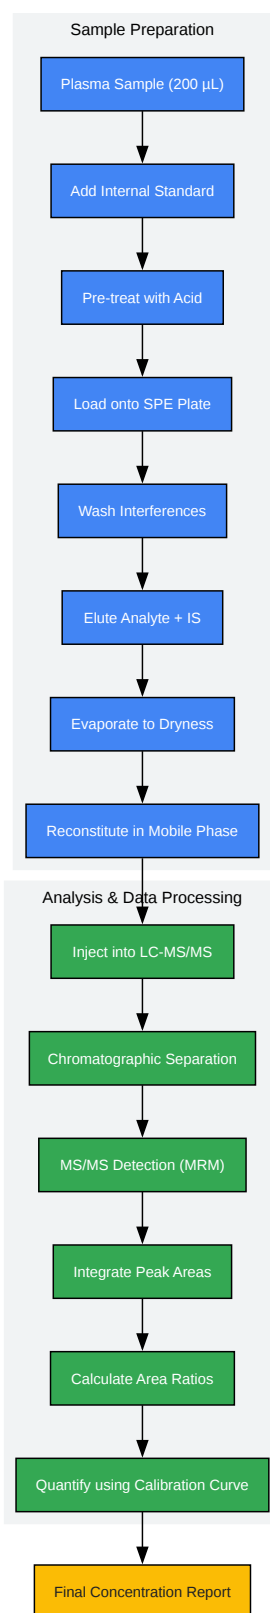 Sample Preparation
Plasma Sample (200 µL)
Add Internal Standard
Pre-treat with Acid
Load onto SPE Plate
Wash Interferences
Elute Analyte + IS
Evaporate to Dryness
Reconstitute in Mobile Phase
Analysis & Data Processing
Inject into LC-MS/MS
Chromatographic Separation
MS/MS Detection (MRM)
Integrate Peak Areas
Calculate Area Ratios
Quantify using Calibration Curve
Final Concentration Report